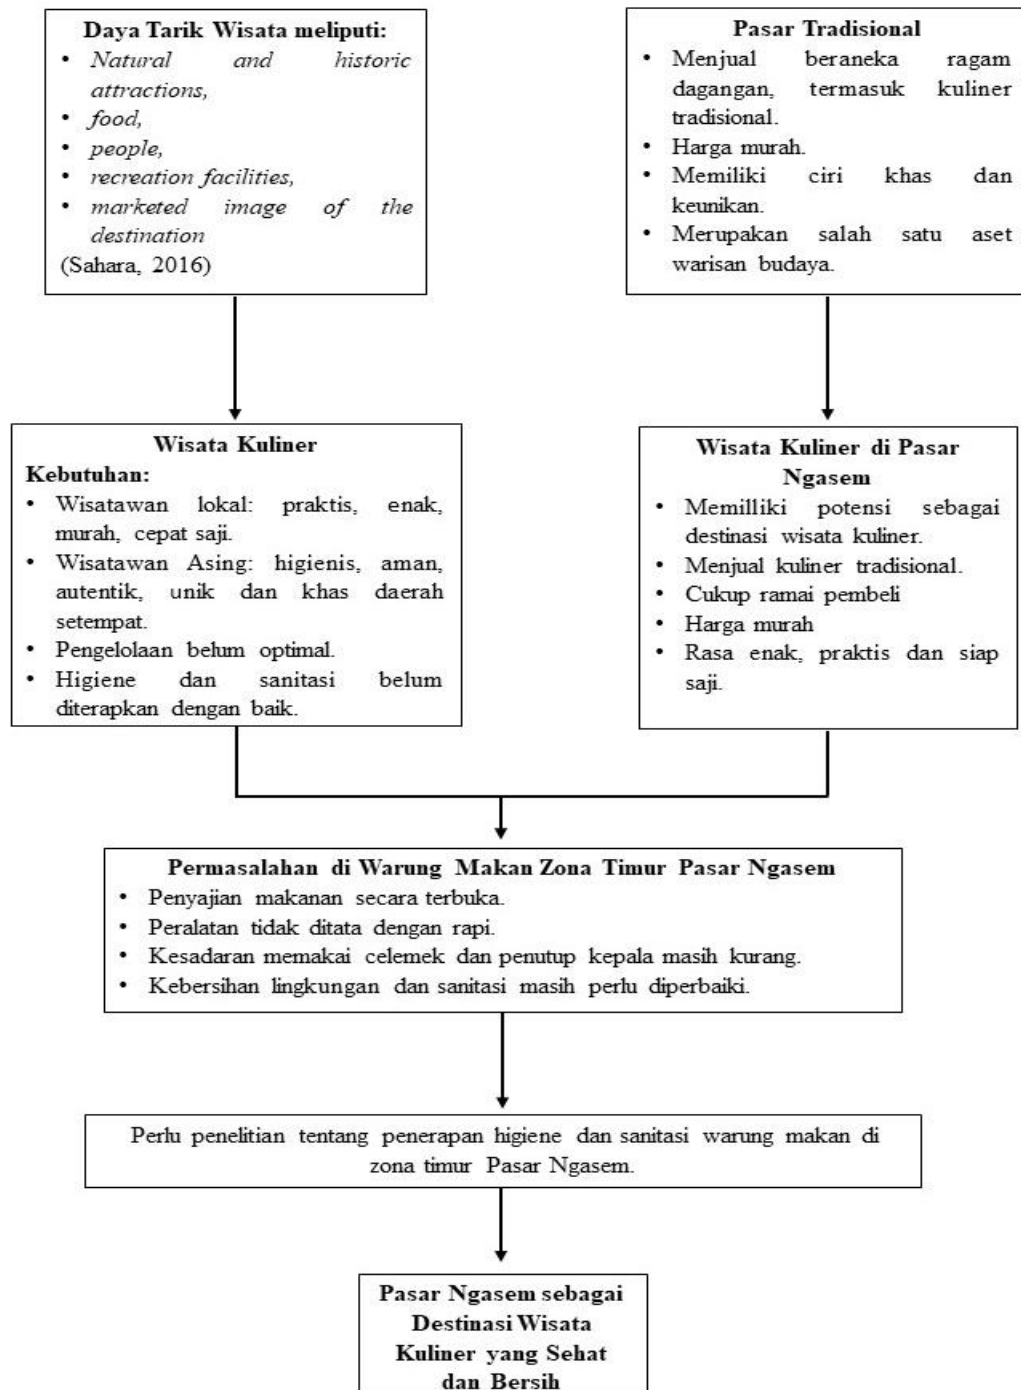 Daya Tarik Wisata meliputi:
• Natural and historic
attractions,
• food,
• people,
• recreation facilities,
• marketed image of the
destination
(Sahara, 2016)
Pasar Tradisional
• Menjual beraneka ragam
dagangan, termasuk kuliner
tradisional.
• Harga murah.
• Memiliki ciri khas dan
keunikan.
• Merupakan salah satu aset
warisan budaya.
Wisata Kuliner
Kebutuhan:
• Wisatawan lokal: praktis, enak,
murah, cepat saji.
• Wisatawan Asing: higienis, aman,
autentik, unik dan khas daerah
setempat.
• Pengelolaan belum optimal.
• Higiene dan sanitasi belum
diterapkan dengan baik.
Wisata Kuliner di Pasar
Ngasem
• Memilliki potensi sebagai
destinasi wisata kuliner.
• Menjual kuliner tradisional.
• Cukup ramai pembeli
• Harga murah
• Rasa enak, praktis dan siap
saji.
Permasalahan di Warung Makan Zona Timur Pasar Ngasem
• Penyajian makanan secara terbuka.
• Peralatan tidak ditata dengan rapi.
• Kesadaran memakai celemek dan penutup kepala masih kurang.
• Kebersihan lingkungan dan sanitasi masih perlu diperbaiki.
Perlu penelitian tentang penerapan higiene dan sanitasi warung makan di
zona timur Pasar Ngasem.
Pasar Ngasem sebagai
Destinasi Wisata
Kuliner yang Sehat
dan Bersih